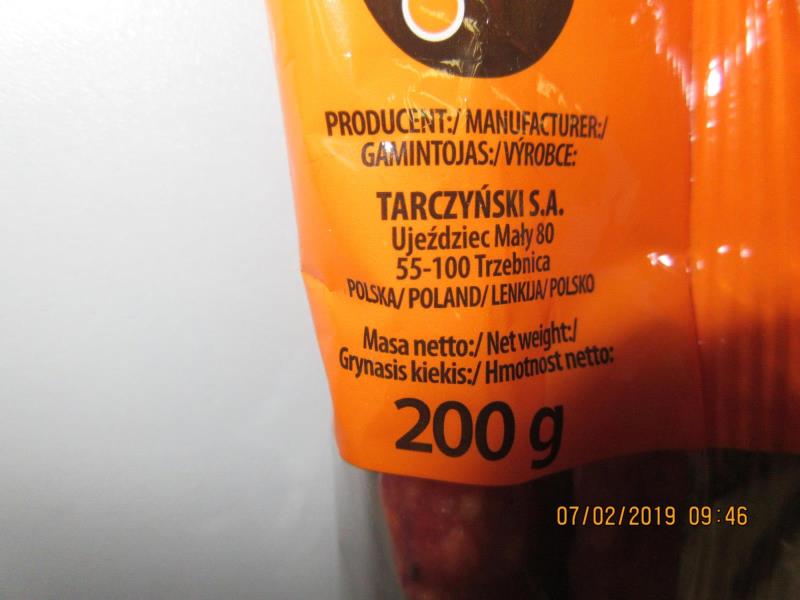 PRODUCENT:/ MANUFACTURER:/
GAMINTOJAS:/ VÝROBCE:
TARCZYŃSKI S.A.
Ujeździec Mały 80
55-100 Trzebnica
POLSKA/ POLAND/ LENKIJA/ POLSKO
Masa netto:/ Net weight:/
Grynasis kiekis:/ Hmotnost netto:
200 g
07/02/2019 09:46